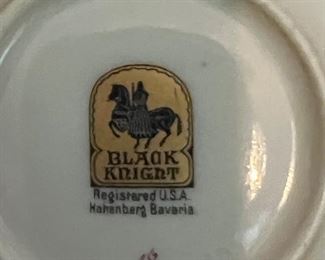 BLACK
KNIGHT
Registered U.S.A.
Hohenberg Bavaria